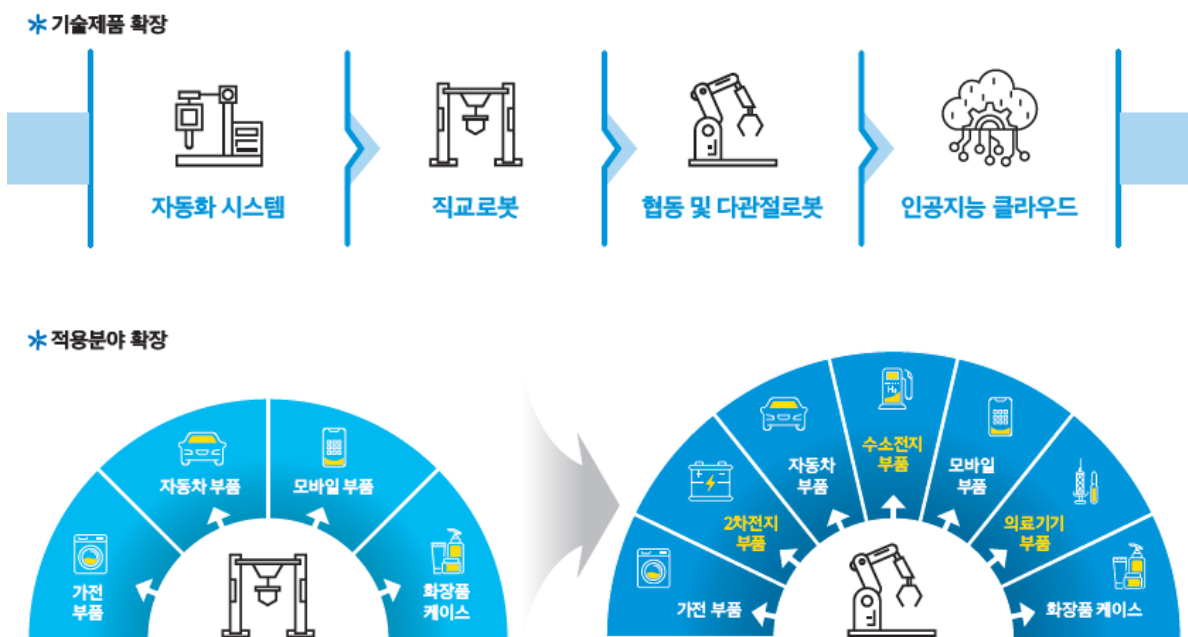 기술제품 확장
자동화 시스템
직교로봇
협동 및 다관절로봇
인공지능 클라우드
적용분야 확장
가전
부품
자동차 부품
모바일 부품
화장품
케이스
가전 부품
2차전지
부품
자동차
부품
H₂
수소전지
부품
모바일
부품
의료기기
부품
화장품 케이스